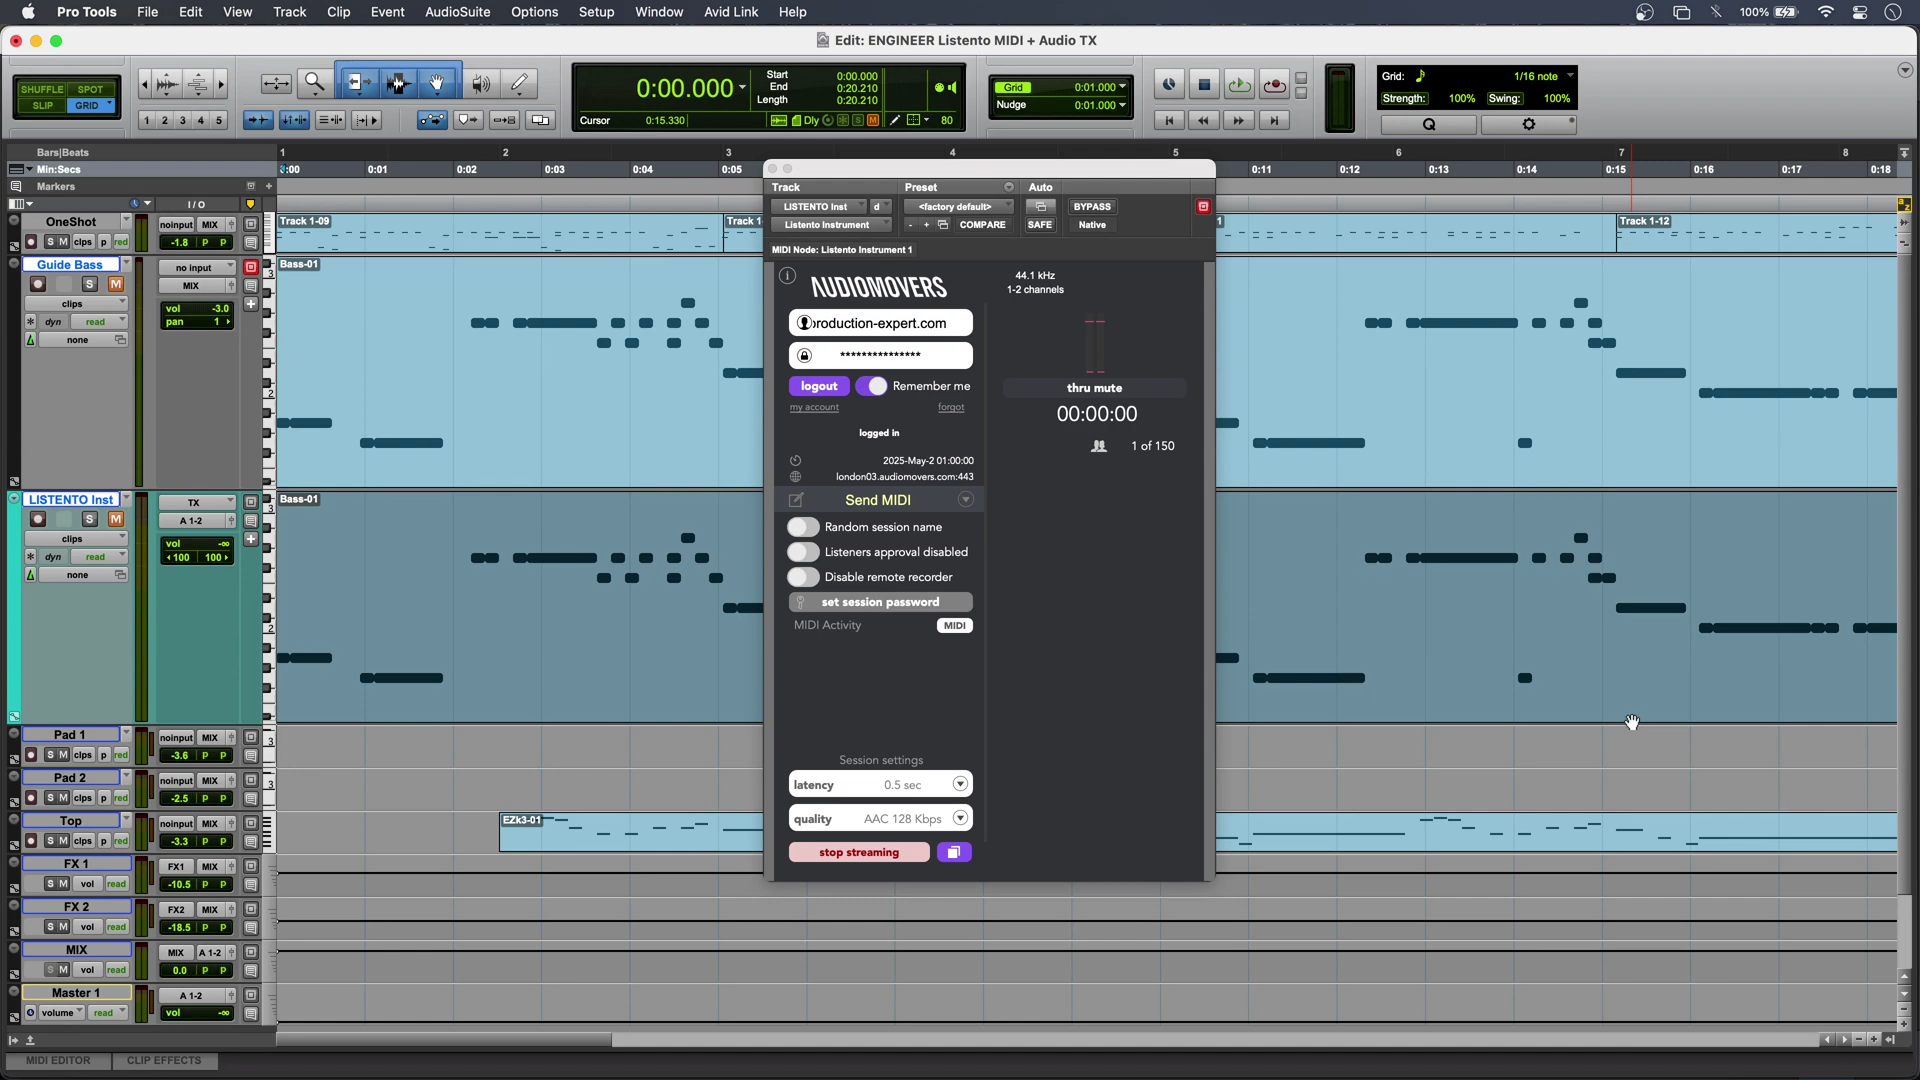 Pro Tools File Edit View Track Clip Event AudioSuite Options Setup Window Avid Link Help
100%
Edit: ENGINEER Listento MIDI + Audio TX
SHUFFLE SPOT
SLIP GRID
1 2 3 4 5
0:00.000
Start 0:00.000
End 0:20.210
Length 0:20.210
Cursor 0:15.330
Dly
S M
80
Grid 0:01.000
Nudge 0:01.000
Grid: 1/16 note
Strength: 100% Swing: 100%
Q
Bars|Beats 1 2 3 4 5 6 7 8
Min:Secs 0:00 0:01 0:02 0:03 0:04 0:05 0:11 0:12 0:13 0:14 0:15 0:16 0:17 0:18
Markers
I/O
a z
OneShot noinput MIX
S M clps p red -1.8 P P
Track 1-09
Track 1-
1
Track 1-12
Guide Bass no input
S M MIX
clips
dyn read
none
vol -3.0
pan 1
3
2
Bass-01
LISTENTO Inst TX
S M A 1-2
clips
dyn read
none
vol -∞
100 100
3
2
Bass-01
Pad 1 noinput MIX
S M clps p red -3.6 P P
3
Pad 2 noinput MIX
S M clps p red -2.5 P P
3
Top noinput MIX
S M clps p red -3.3 P P
EZk3-01
FX 1 FX1 MIX
S M vol read -10.5 P P
FX 2 FX2 MIX
S M vol read -18.5 P P
MIX MIX A 1-2
S M vol read 0.0 P P
Master 1 A 1-2
volume read vol -∞
MIDI EDITOR CLIP EFFECTS
Track Preset Auto
LISTENTO Inst d <factory default> BYPASS
Listento Instrument - + COMPARE SAFE Native
MIDI Node: Listento Instrument 1
AUDIOMOVERS
44.1 kHz
1-2 channels
production-expert.com
***************
logout Remember me
my account forgot
logged in
2025-May-2 01:00:00
london03.audiomovers.com:443
Send MIDI
Random session name
Listeners approval disabled
Disable remote recorder
set session password
MIDI Activity MIDI
thru mute
00:00:00
1 of 150
Session settings
latency 0.5 sec
quality AAC 128 Kbps
stop streaming